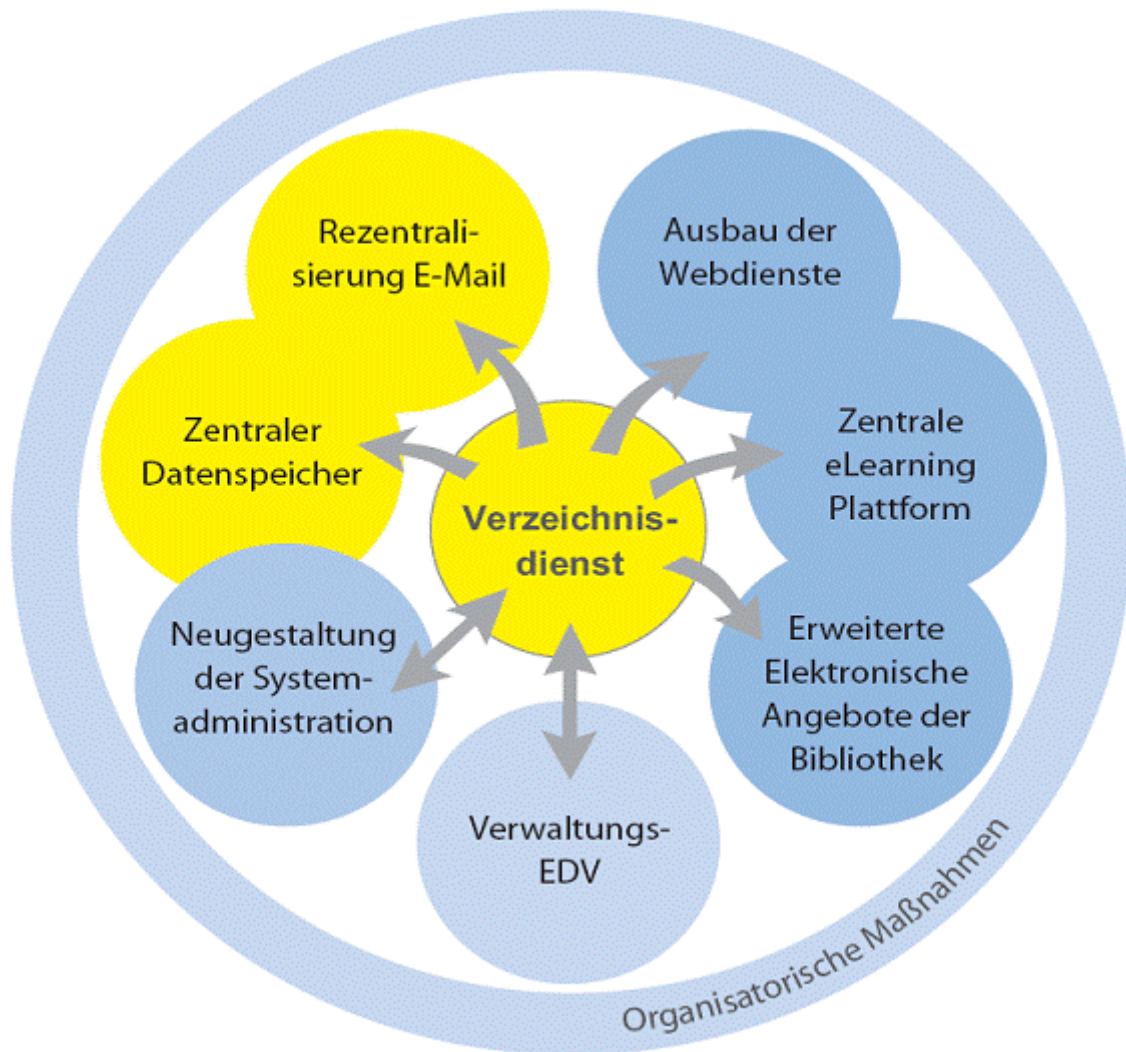 Rezentrali-
sierung E-Mail
Ausbau der
Webdienste
Zentraler
Datenspeicher
Zentrale
eLearning
Plattform
Verzeichnis-
dienst
Neugestaltung
der System-
administration
Erweiterte
Elektronische
Angebote der
Bibliothek
Verwaltungs-
EDV
Organisatorische Maßnahmen